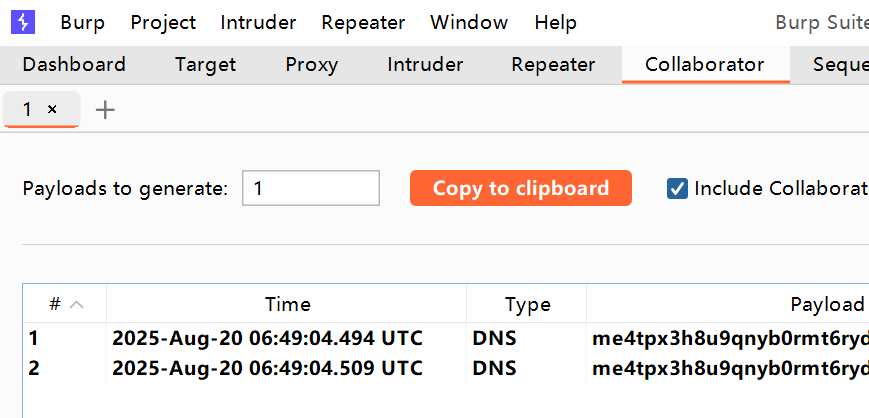 Burp Project Intruder Repeater Window Help Burp Suite
Dashboard Target Proxy Intruder Repeater Collaborator Seque
1 ×
Payloads to generate: 1 Copy to clipboard Include Collaborat
# Time Type Payload
1 2025-Aug-20 06:49:04.494 UTC DNS me4tpx3h8u9qnyb0rmt6ryd
2 2025-Aug-20 06:49:04.509 UTC DNS me4tpx3h8u9qnyb0rmt6ryd